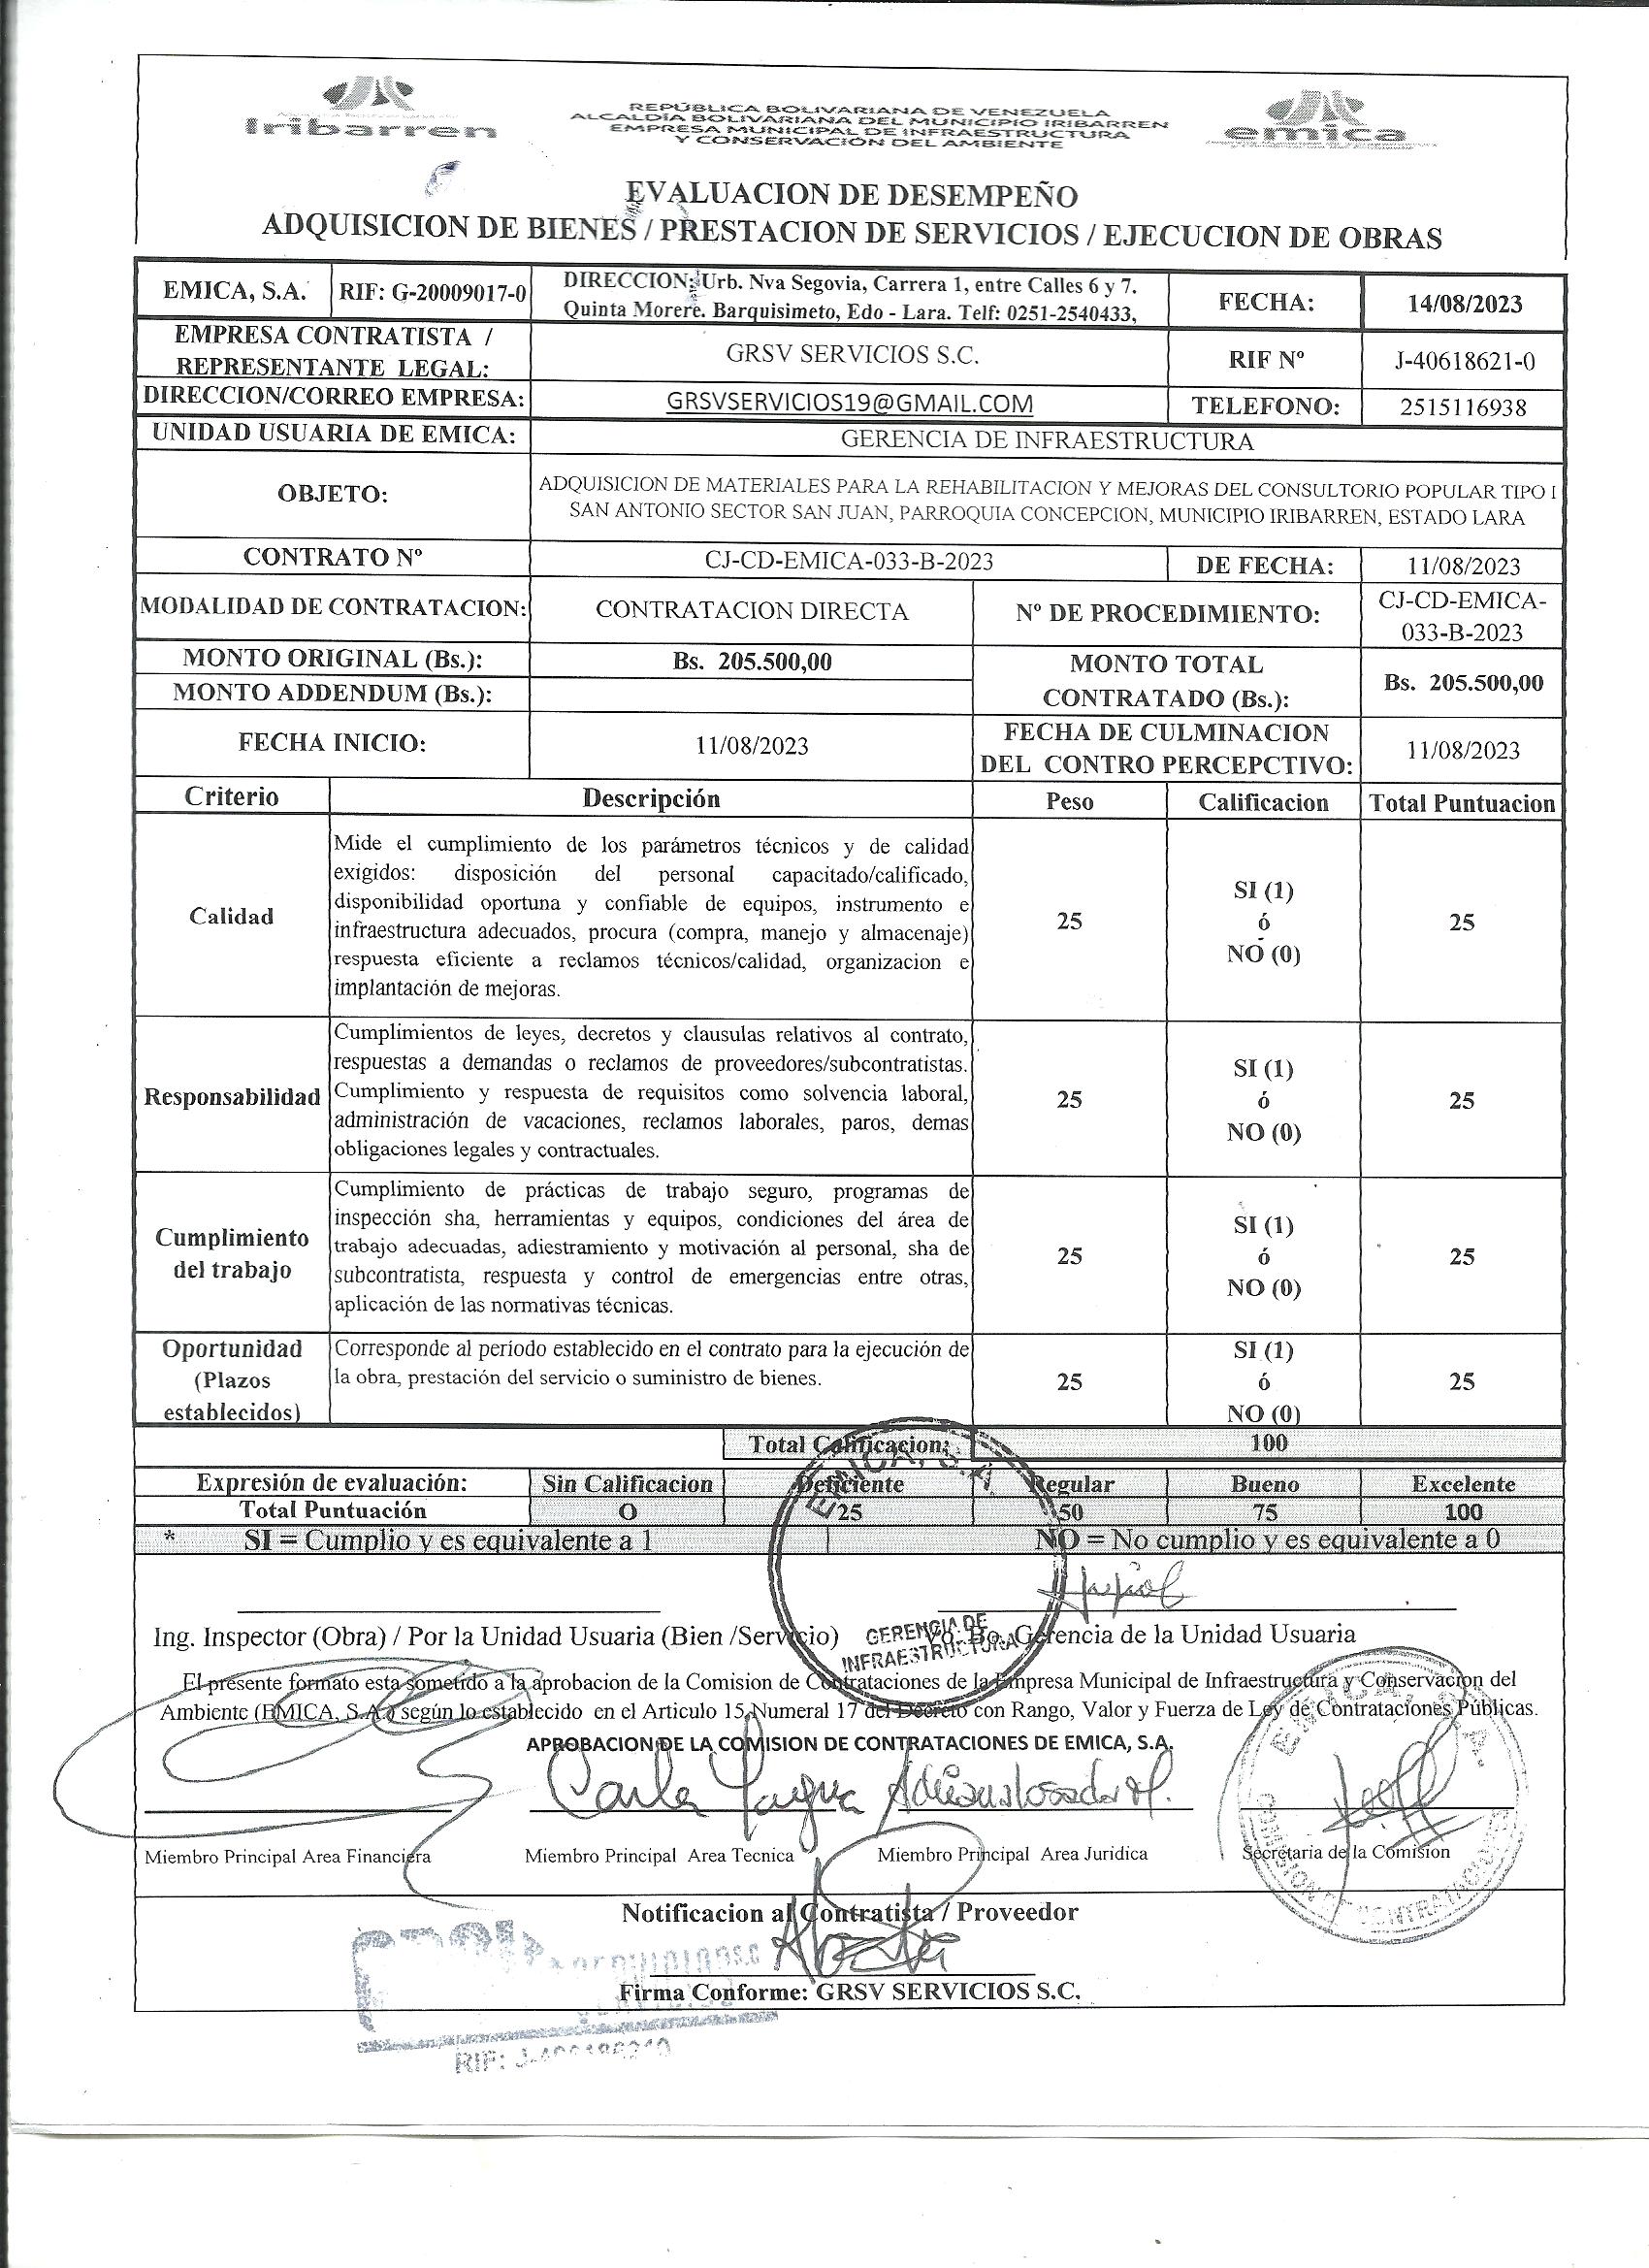 Iribarren
REPÚBLICA BOLIVARIANA DE VENEZUELA
ALCALDÍA BOLIVARIANA DEL MUNICIPIO IRIBARREN
EMPRESA MUNICIPAL DE INFRAESTRUCTURA
Y CONSERVACIÓN DEL AMBIENTE
emica
EVALUACION DE DESEMPEÑO
ADQUISICION DE BIENES / PRESTACION DE SERVICIOS / EJECUCION DE OBRAS
EMICA, S.A. RIF: G-20009017-0
DIRECCION: Urb. Nva Segovia, Carrera 1, entre Calles 6 y 7.
Quinta Morere. Barquisimeto, Edo - Lara. Telf: 0251-2540433,
FECHA: 14/08/2023
EMPRESA CONTRATISTA /
REPRESENTANTE LEGAL:
GRSV SERVICIOS S.C. RIF Nº J-40618621-0
DIRECCION/CORREO EMPRESA: GRSVSERVICIOS19@GMAIL.COM TELEFONO: 2515116938
UNIDAD USUARIA DE EMICA: GERENCIA DE INFRAESTRUCTURA
OBJETO:
ADQUISICION DE MATERIALES PARA LA REHABILITACION Y MEJORAS DEL CONSULTORIO POPULAR TIPO I
SAN ANTONIO SECTOR SAN JUAN, PARROQUIA CONCEPCION, MUNICIPIO IRIBARREN, ESTADO LARA
CONTRATO Nº CJ-CD-EMICA-033-B-2023 DE FECHA: 11/08/2023
MODALIDAD DE CONTRATACION: CONTRATACION DIRECTA Nº DE PROCEDIMIENTO:
CJ-CD-EMICA-
033-B-2023
MONTO ORIGINAL (Bs.): Bs. 205.500,00
MONTO ADDENDUM (Bs.):
MONTO TOTAL
CONTRATADO (Bs.):
Bs. 205.500,00
FECHA INICIO: 11/08/2023
FECHA DE CULMINACION
DEL CONTRO PERCEPCTIVO:
11/08/2023
Criterio Descripción Peso Calificacion Total Puntuacion
Calidad
Mide el cumplimiento de los parámetros técnicos y de calidad
exigidos: disposición del personal capacitado/calificado,
disponibilidad oportuna y confiable de equipos, instrumento e
infraestructura adecuados, procura (compra, manejo y almacenaje)
respuesta eficiente a reclamos técnicos/calidad, organizacion e
implantación de mejoras.
25
SI (1)
ó
NO (0)
25
Responsabilidad
Cumplimientos de leyes, decretos y clausulas relativos al contrato,
respuestas a demandas o reclamos de proveedores/subcontratistas.
Cumplimiento y respuesta de requisitos como solvencia laboral,
administración de vacaciones, reclamos laborales, paros, demas
obligaciones legales y contractuales.
25
SI (1)
ó
NO (0)
25
Cumplimiento
del trabajo
Cumplimiento de prácticas de trabajo seguro, programas de
inspección sha, herramientas y equipos, condiciones del área de
trabajo adecuadas, adiestramiento y motivación al personal, sha de
subcontratista, respuesta y control de emergencias entre otras,
aplicación de las normativas técnicas.
25
SI (1)
ó
NO (0)
25
Oportunidad
(Plazos
establecidos)
Corresponde al período establecido en el contrato para la ejecución de
la obra, prestación del servicio o suministro de bienes.
25
SI (1)
ó
NO (0)
25
Total Calificacion: 100
Expresión de evaluación: Sin Calificacion Deficiente Regular Bueno Excelente
Total Puntuación O 25 50 75 100
* SI = Cumplio y es equivalente a 1 NO = No cumplio y es equivalente a 0
EMICA, S.A.
GERENCIA DE
INFRAESTRUCTURA
Ing. Inspector (Obra) / Por la Unidad Usuaria (Bien /Servicio) Vo. Bo. Gerencia de la Unidad Usuaria
El presente formato esta sometido a la aprobacion de la Comision de Contrataciones de la Empresa Municipal de Infraestructura y Conservacion del
Ambiente (EMICA, S.A.) según lo establecido en el Articulo 15 Numeral 17 del Decreto con Rango, Valor y Fuerza de Ley de Contrataciones Publicas.
APROBACION DE LA COMISION DE CONTRATACIONES DE EMICA, S.A.
Carla
EMICA, S.A.
COMISION DE CONTRATACIONES
Miembro Principal Area Financiera Miembro Principal Area Tecnica Miembro Principal Area Juridica Secretaria de la Comision
Notificacion al Contratista / Proveedor
Firma Conforme: GRSV SERVICIOS S.C.
RIF: